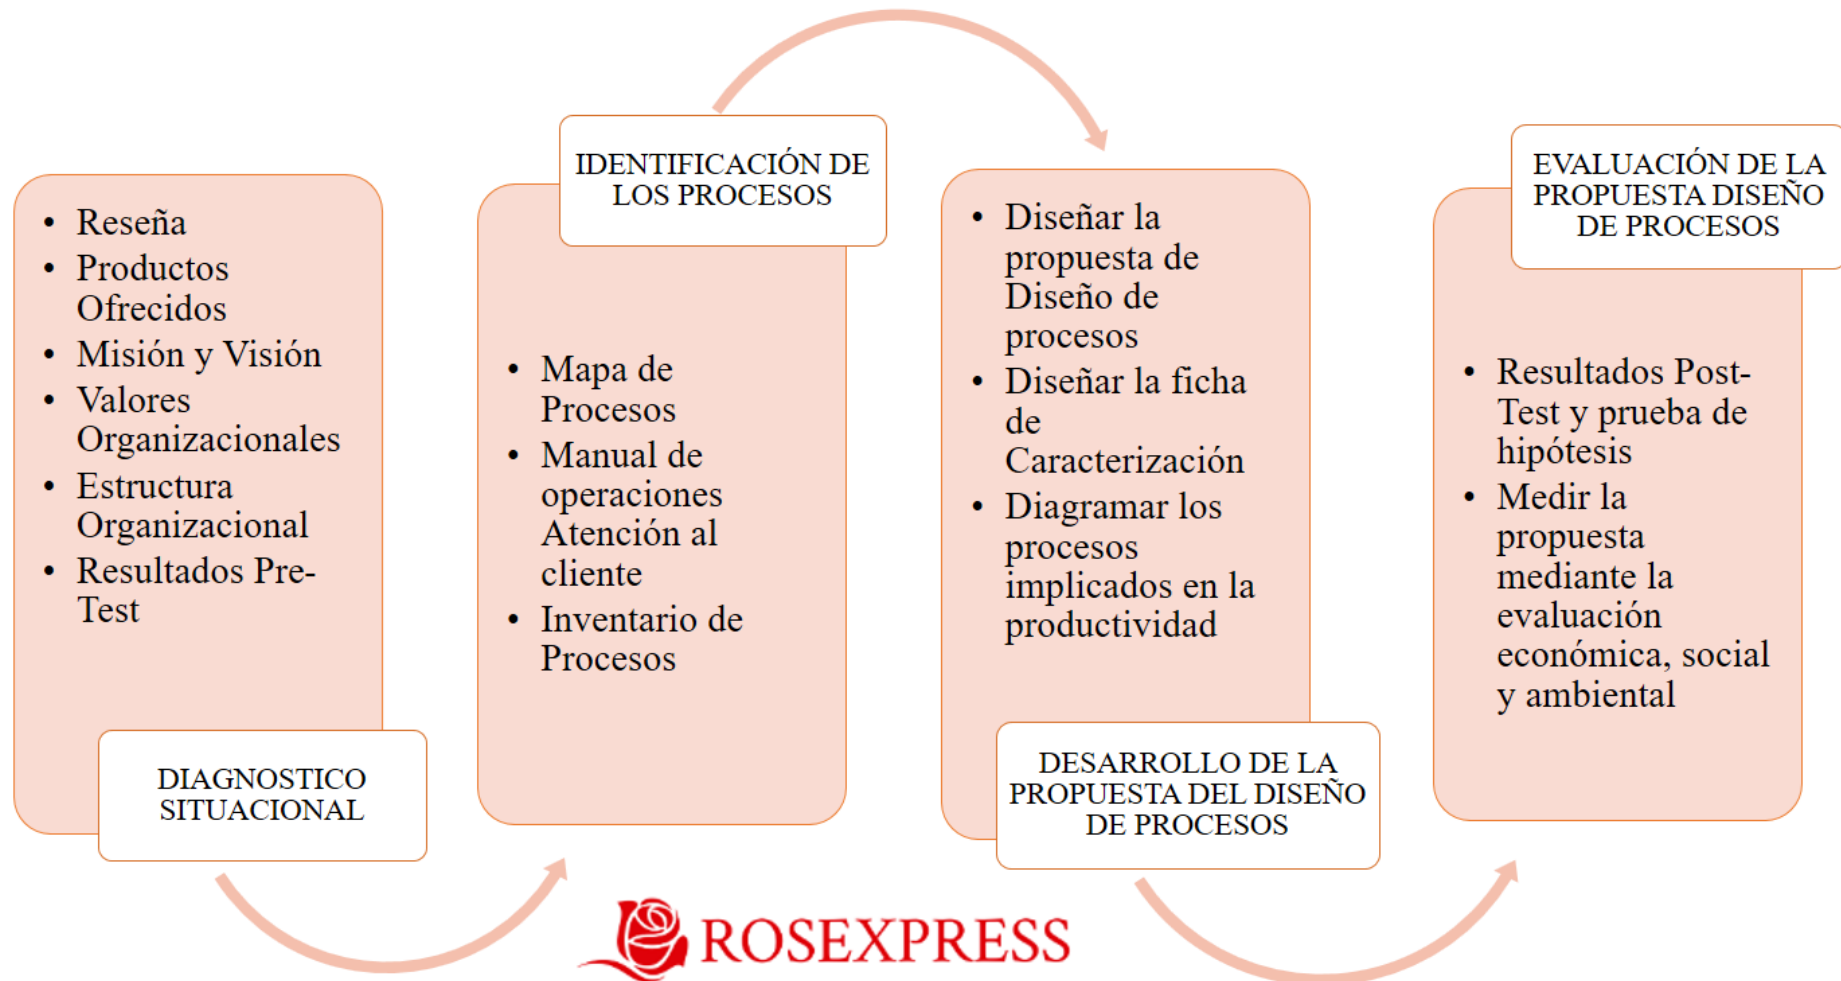 • Reseña
• Productos
Ofrecidos
• Misión y Visión
• Valores
Organizacionales
• Estructura
Organizacional
• Resultados Pre-
Test
DIAGNOSTICO
SITUACIONAL
IDENTIFICACIÓN DE
LOS PROCESOS
• Mapa de
Procesos
• Manual de
operaciones
Atención al
cliente
• Inventario de
Procesos
• Diseñar la
propuesta de
Diseño de
procesos
• Diseñar la ficha
de
Caracterización
• Diagramar los
procesos
implicados en la
productividad
DESARROLLO DE LA
PROPUESTA DEL DISEÑO
DE PROCESOS
EVALUACIÓN DE LA
PROPUESTA DISEÑO
DE PROCESOS
• Resultados Post-
Test y prueba de
hipótesis
• Medir la
propuesta
mediante la
evaluación
económica, social
y ambiental
ROSEXPRESS